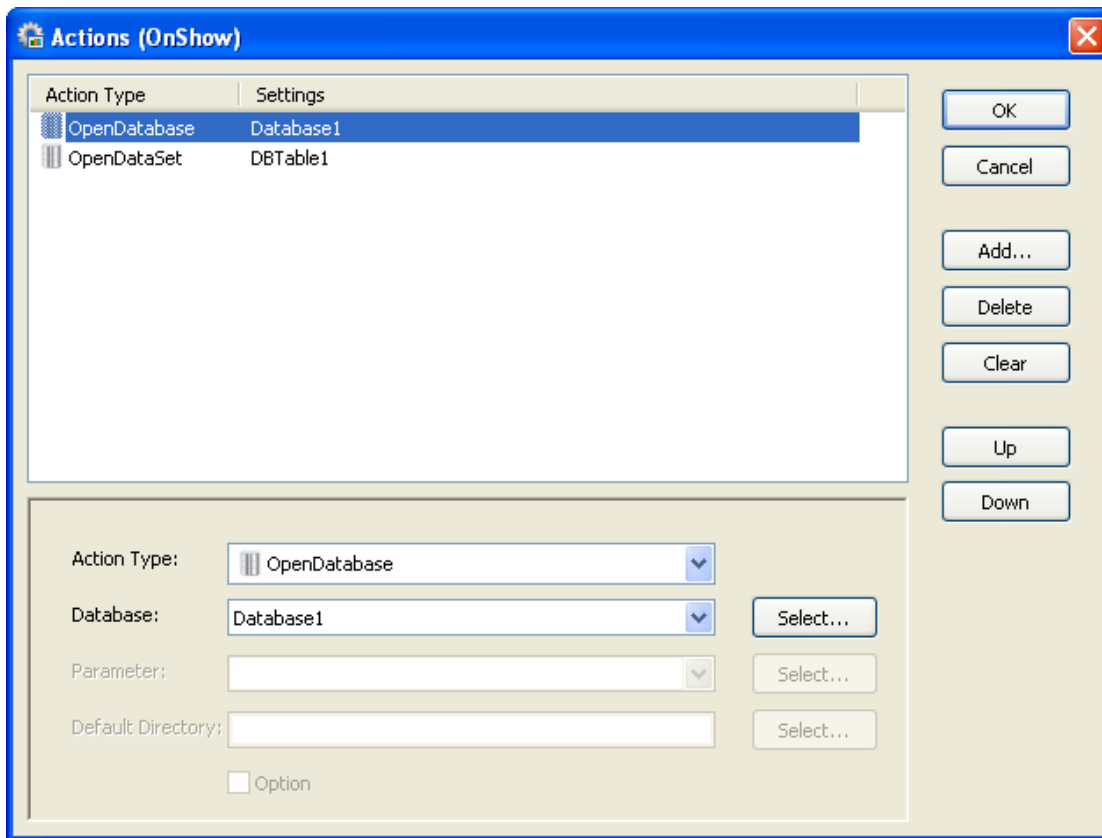 Actions (OnShow)
Action Type Settings
OpenDatabase Database1
OpenDataSet DBTable1
OK
Cancel
Add...
Delete
Clear
Up
Down
Action Type: OpenDatabase
Database: Database1 Select...
Parameter: Select...
Default Directory: Select...
Option